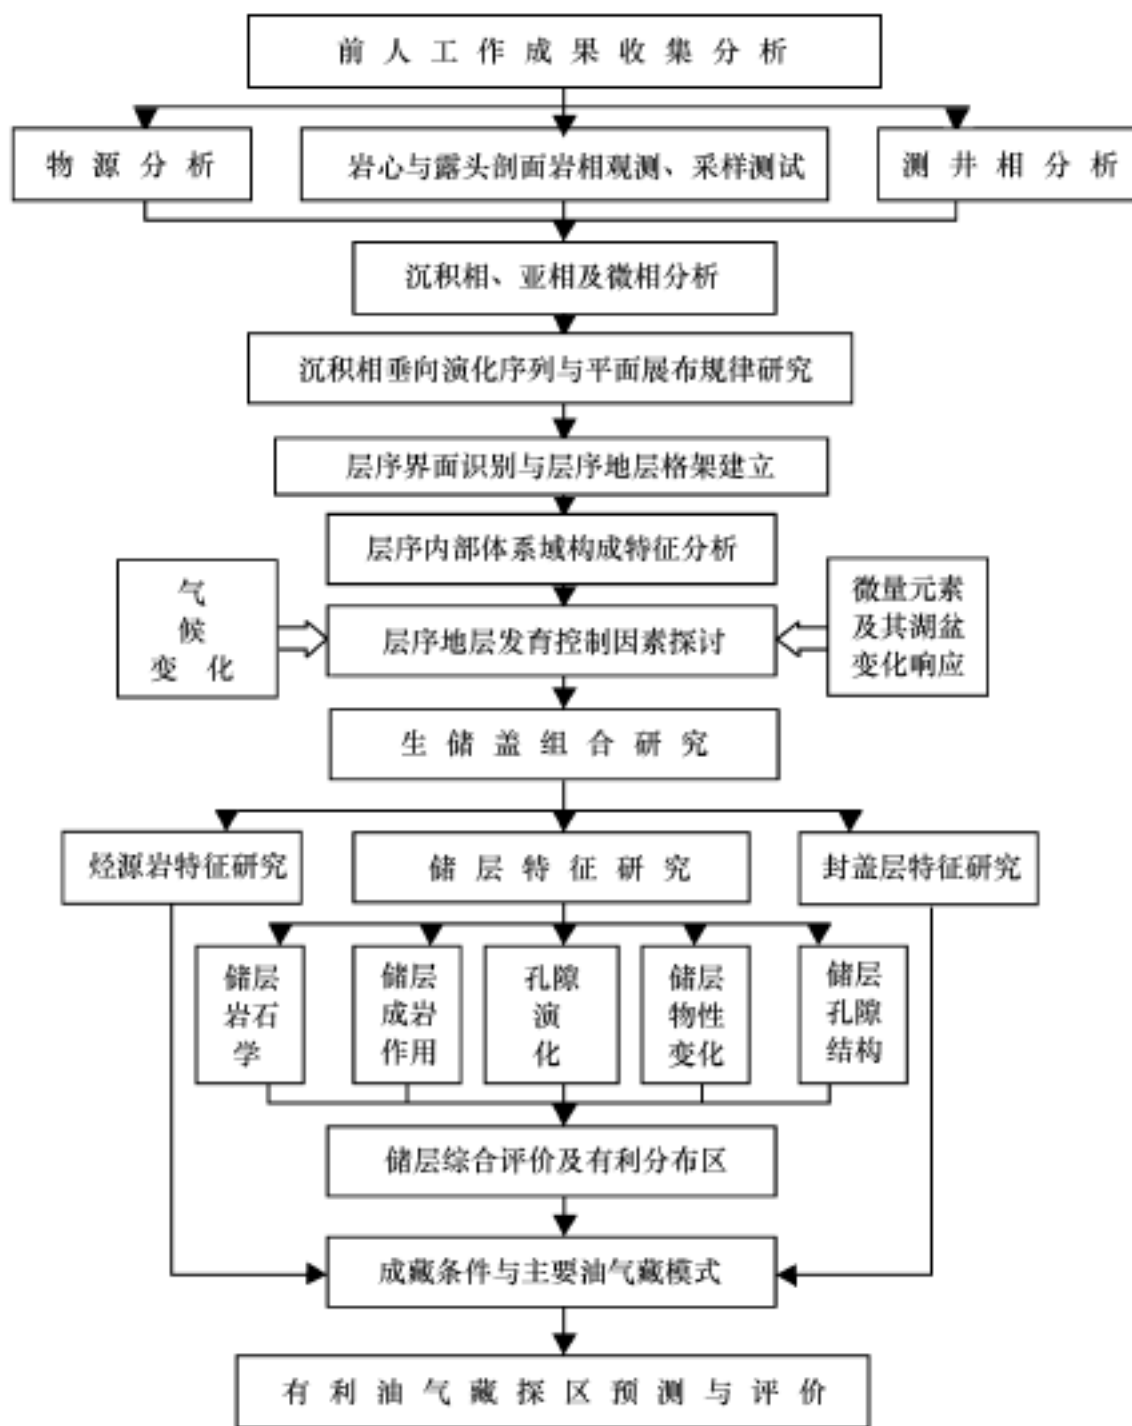 前人工作成果收集分析
物源分析
岩心与露头剖面岩相观测、采样测试
测井相分析
沉积相、亚相及微相分析
沉积相垂向演化序列与平面展布规律研究
层序界面识别与层序地层格架建立
层序内部体系域构成特征分析
气
候
变化
层序地层发育控制因素探讨
微量元素
及其湖盆
变化响应
生储盖组合研究
烃源岩特征研究
储层特征研究
封盖层特征研究
储层
岩石
学
储层
成岩
作用
孔隙
演
化
储层
物性
变化
储层
孔隙
结构
储层综合评价及有利分布区
成藏条件与主要油气藏模式
有利油气藏探区预测与评价